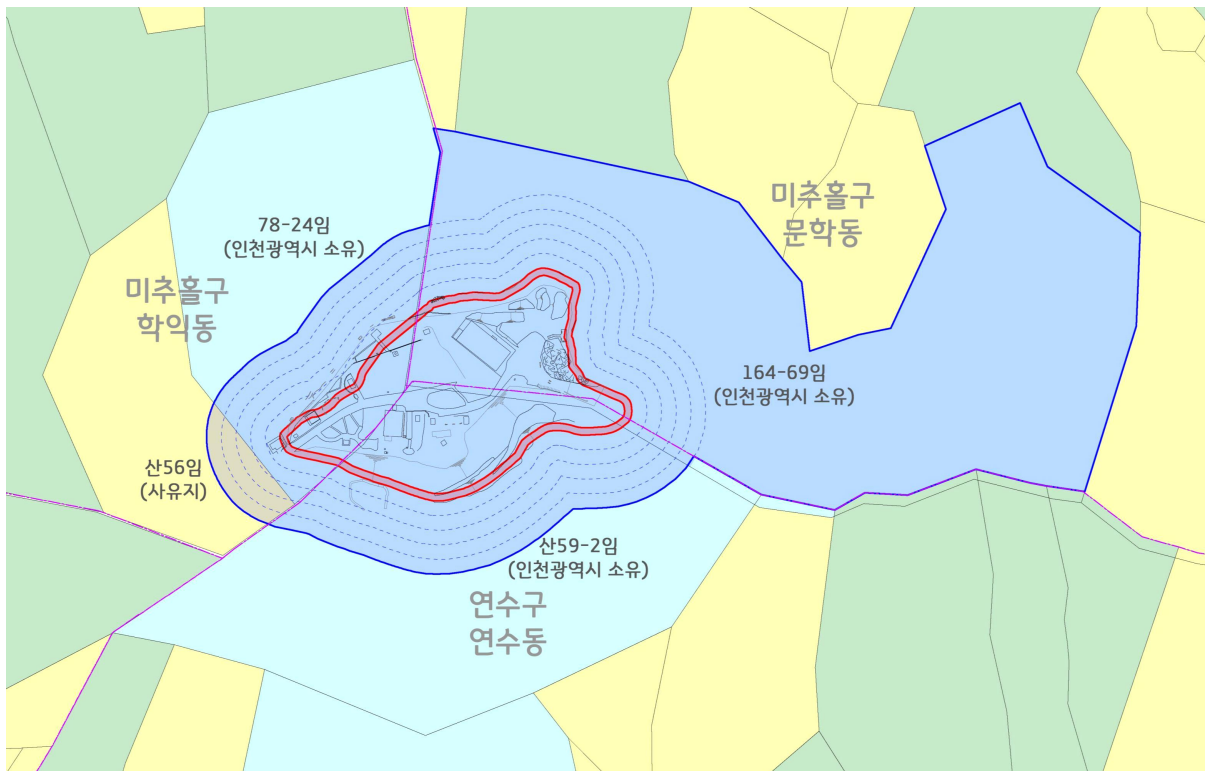 미추홀구
문학동
78-24임
(인천광역시 소유)
미추홀구
학익동
164-69임
(인천광역시 소유)
산56임
(사유지)
산59-2임
(인천광역시 소유)
연수구
연수동